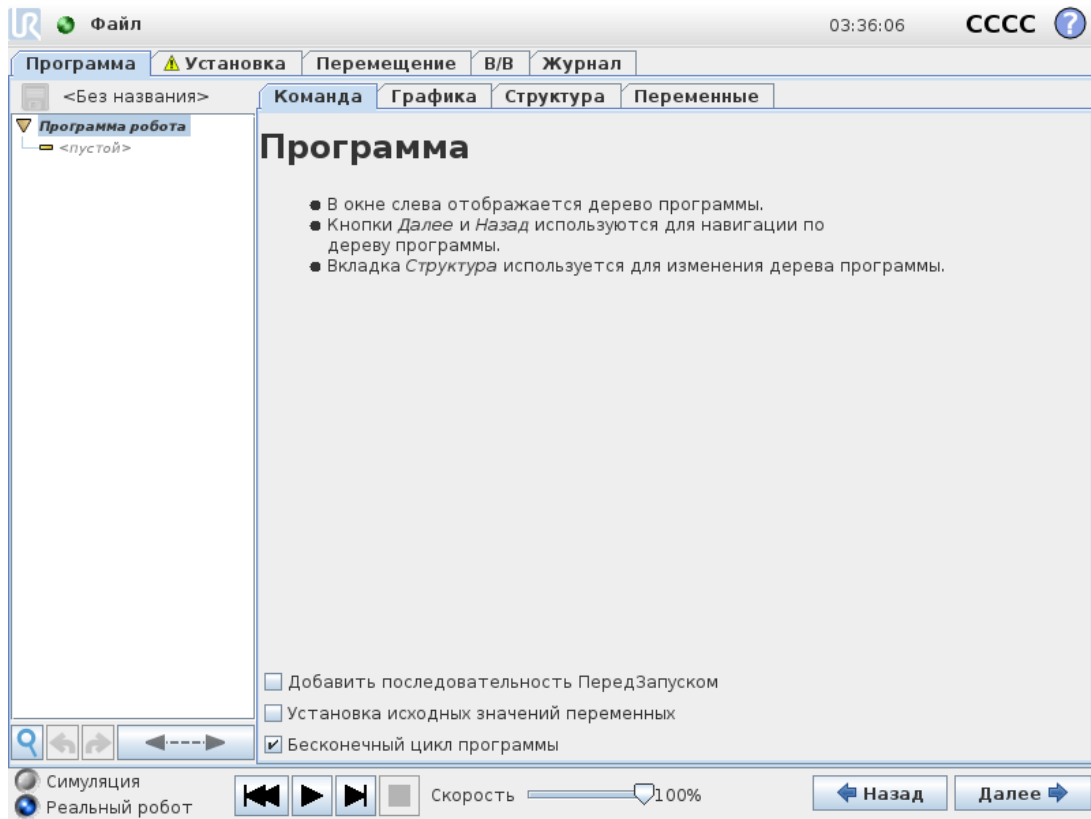 UR Файл 03:36:06 CCCC ?
Программа Установка Перемещение В/В Журнал
<Без названия> Команда Графика Структура Переменные
Программа робота
<пустой>
Программа
В окне слева отображается дерево программы.
Кнопки Далее и Назад используются для навигации по
дереву программы.
Вкладка Структура используется для изменения дерева программы.
Добавить последовательность ПередЗапуском
Установка исходных значений переменных
Бесконечный цикл программы
Симуляция
Реальный робот
Скорость 100% Назад Далее